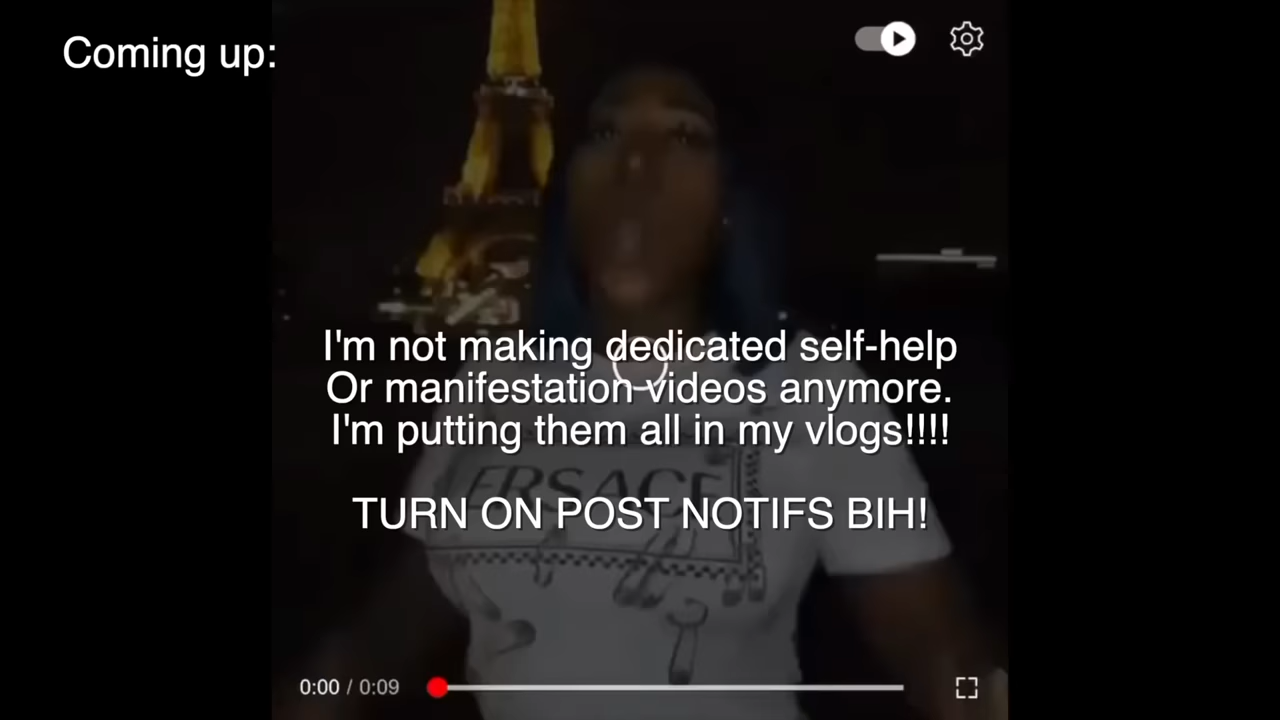 Coming up:
I'm not making dedicated self-help
Or manifestation videos anymore.
I'm putting them all in my vlogs!!!!
ERSACE
TURN ON POST NOTIFS BIH!
0:00 / 0:09